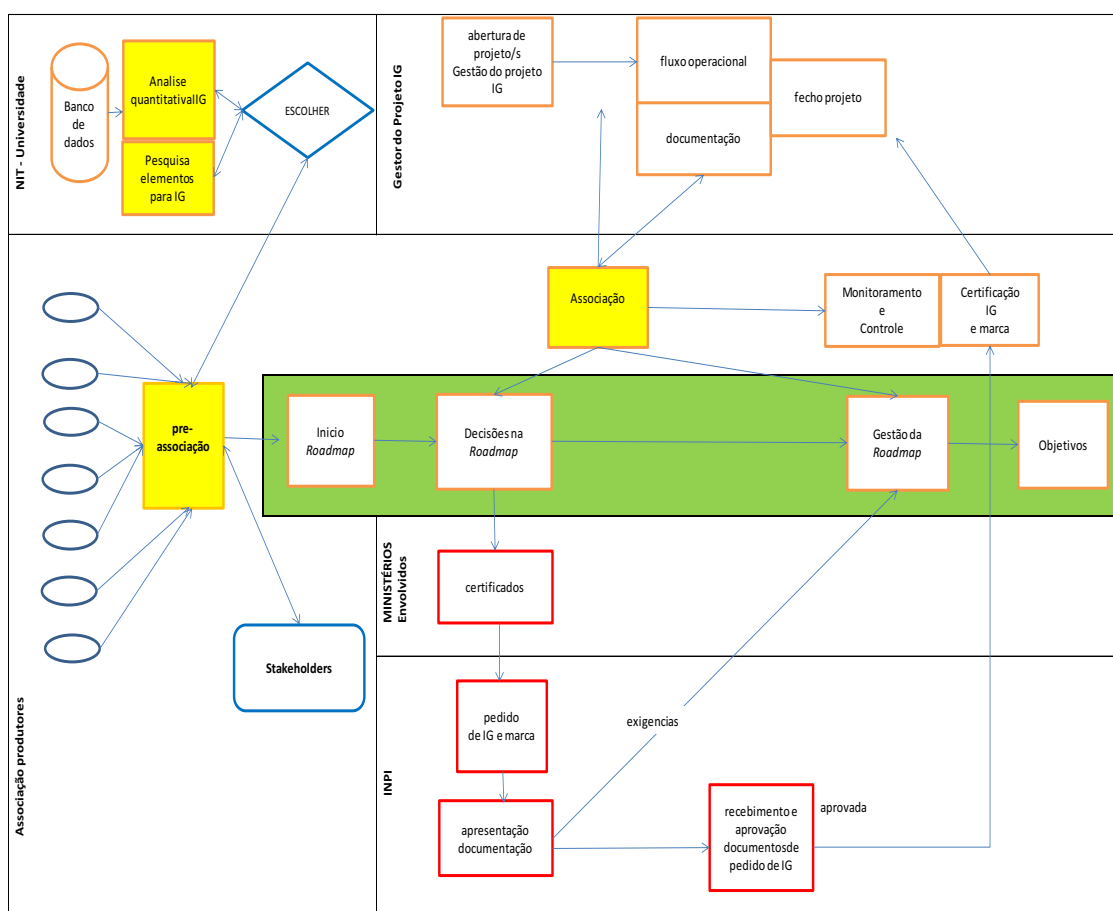 NIT - Universidade
Banco
de
dados
Analise
quantitativaIIG
Pesquisa
elementos
para IG
ESCOLHER
Gestor do Projeto IG
abertura de
projeto/s
Gestão do projeto
IG
fluxo operacional
documentação
fecho projeto
Associação produtores
pre-
associação
Stakeholders
Associação
Monitoramento
e
Controle
Certificação
IG
e marca
Inicio
Roadmap
Decisões na
Roadmap
Gestão da
Roadmap
Objetivos
MINISTÉRIOS
Envolvidos
certificados
INPI
pedido
de IG e marca
apresentação
documentação
exigencias
recebimento e
aprovação
documentosde
pedido de IG
aprovada